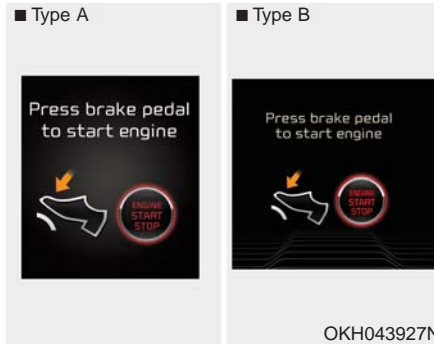 ■ Type A
Press brake pedal
to start engine
ENGINE
START
STOP
■ Type B
Press brake pedal
to start engine
ENGINE
START
STOP
OKH043927N